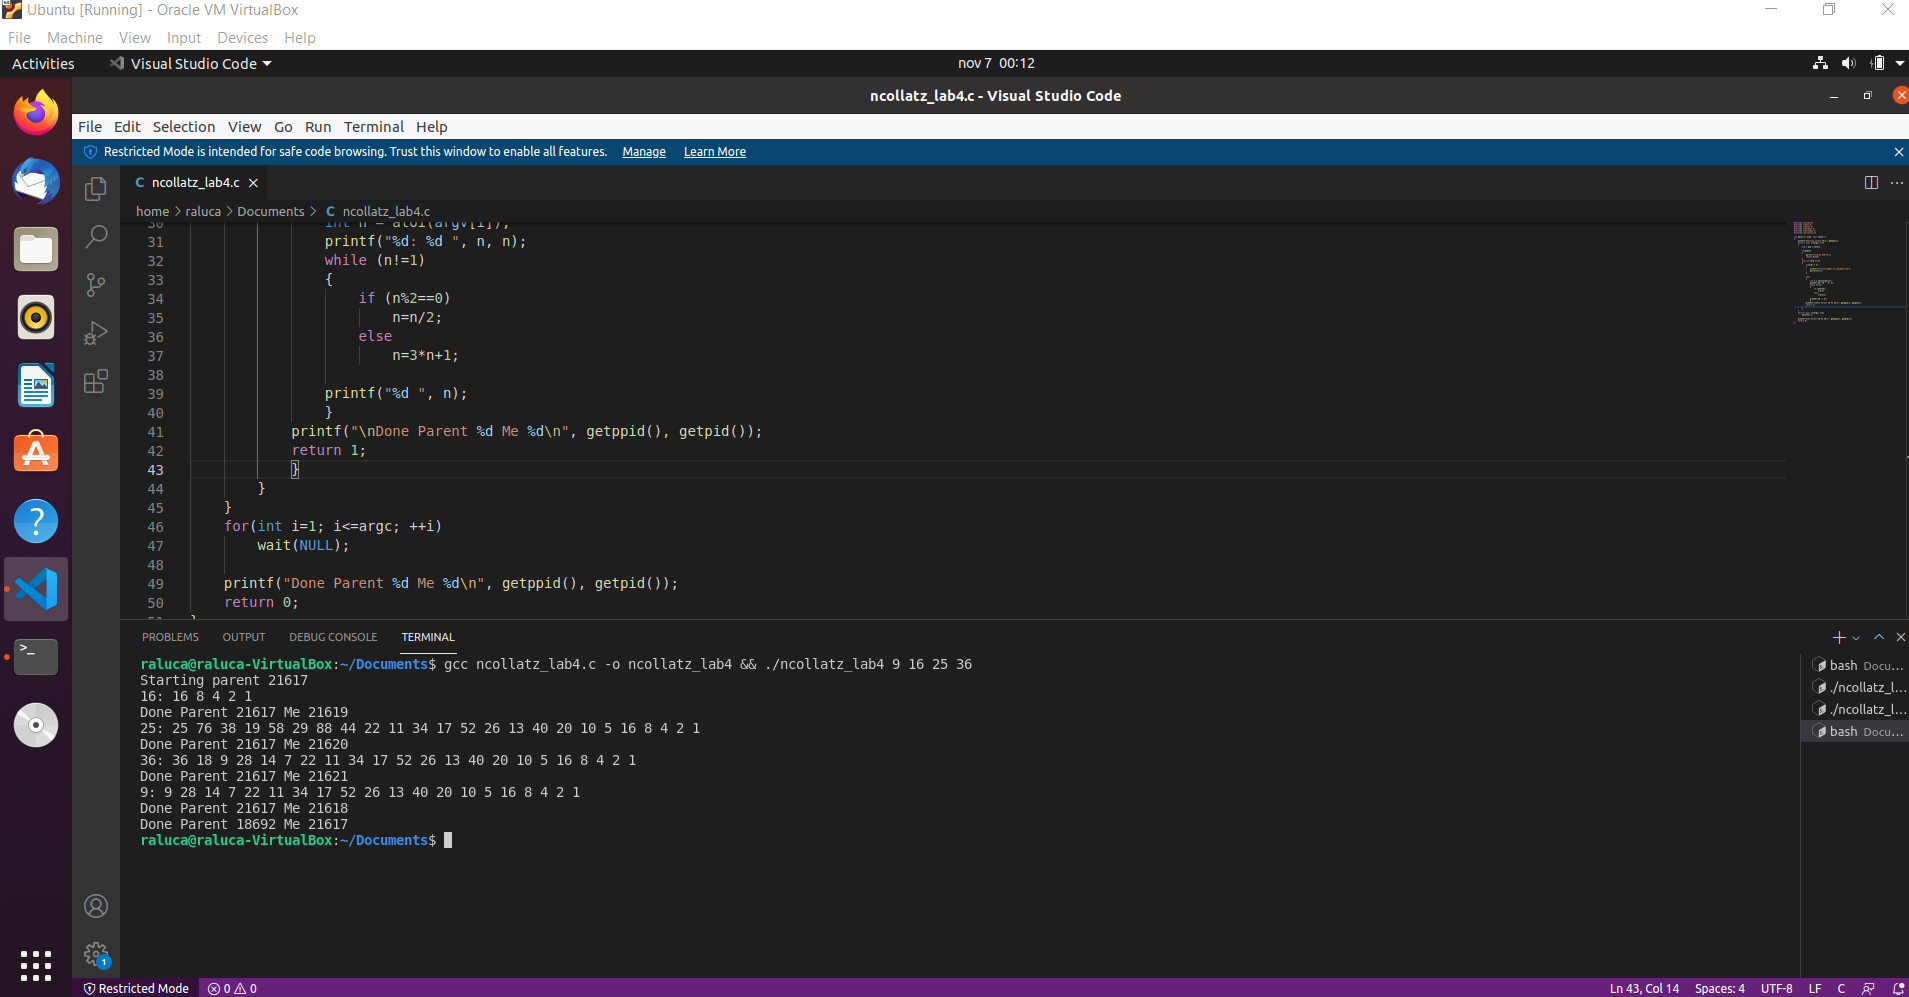 Ubuntu [Running] - Oracle VM VirtualBox
File Machine View Input Devices Help
Activities Visual Studio Code nov 7 00:12
ncollatz_lab4.c - Visual Studio Code
File Edit Selection View Go Run Terminal Help
Restricted Mode is intended for safe code browsing. Trust this window to enable all features. Manage Learn More
C ncollatz_lab4.c
home > raluca > Documents > C ncollatz_lab4.c
30 int n = atoi(argv[i]);
31 printf("%d: %d ", n, n);
32 while (n!=1)
33 {
34 if (n%2==0)
35 n=n/2;
36 else
37 n=3*n+1;
38
39 printf("%d ", n);
40 }
41 printf("\nDone Parent %d Me %d\n", getppid(), getpid());
42 return 1;
43 }
44 }
45 }
46 for(int i=1; i<=argc; ++i)
47 wait(NULL);
48
49 printf("Done Parent %d Me %d\n", getppid(), getpid());
50 return 0;
51 }
PROBLEMS OUTPUT DEBUG CONSOLE TERMINAL
raluca@raluca-VirtualBox:~/Documents$ gcc ncollatz_lab4.c -o ncollatz_lab4 && ./ncollatz_lab4 9 16 25 36
Starting parent 21617
16: 16 8 4 2 1
Done Parent 21617 Me 21619
25: 25 76 38 19 58 29 88 44 22 11 34 17 52 26 13 40 20 10 5 16 8 4 2 1
Done Parent 21617 Me 21620
36: 36 18 9 28 14 7 22 11 34 17 52 26 13 40 20 10 5 16 8 4 2 1
Done Parent 21617 Me 21621
9: 9 28 14 7 22 11 34 17 52 26 13 40 20 10 5 16 8 4 2 1
Done Parent 21617 Me 21618
Done Parent 18692 Me 21617
raluca@raluca-VirtualBox:~/Documents$
bash Docu...
./ncollatz_l...
./ncollatz_l...
bash Docu...
1
Restricted Mode 0 0 Ln 43, Col 14 Spaces: 4 UTF-8 LF C